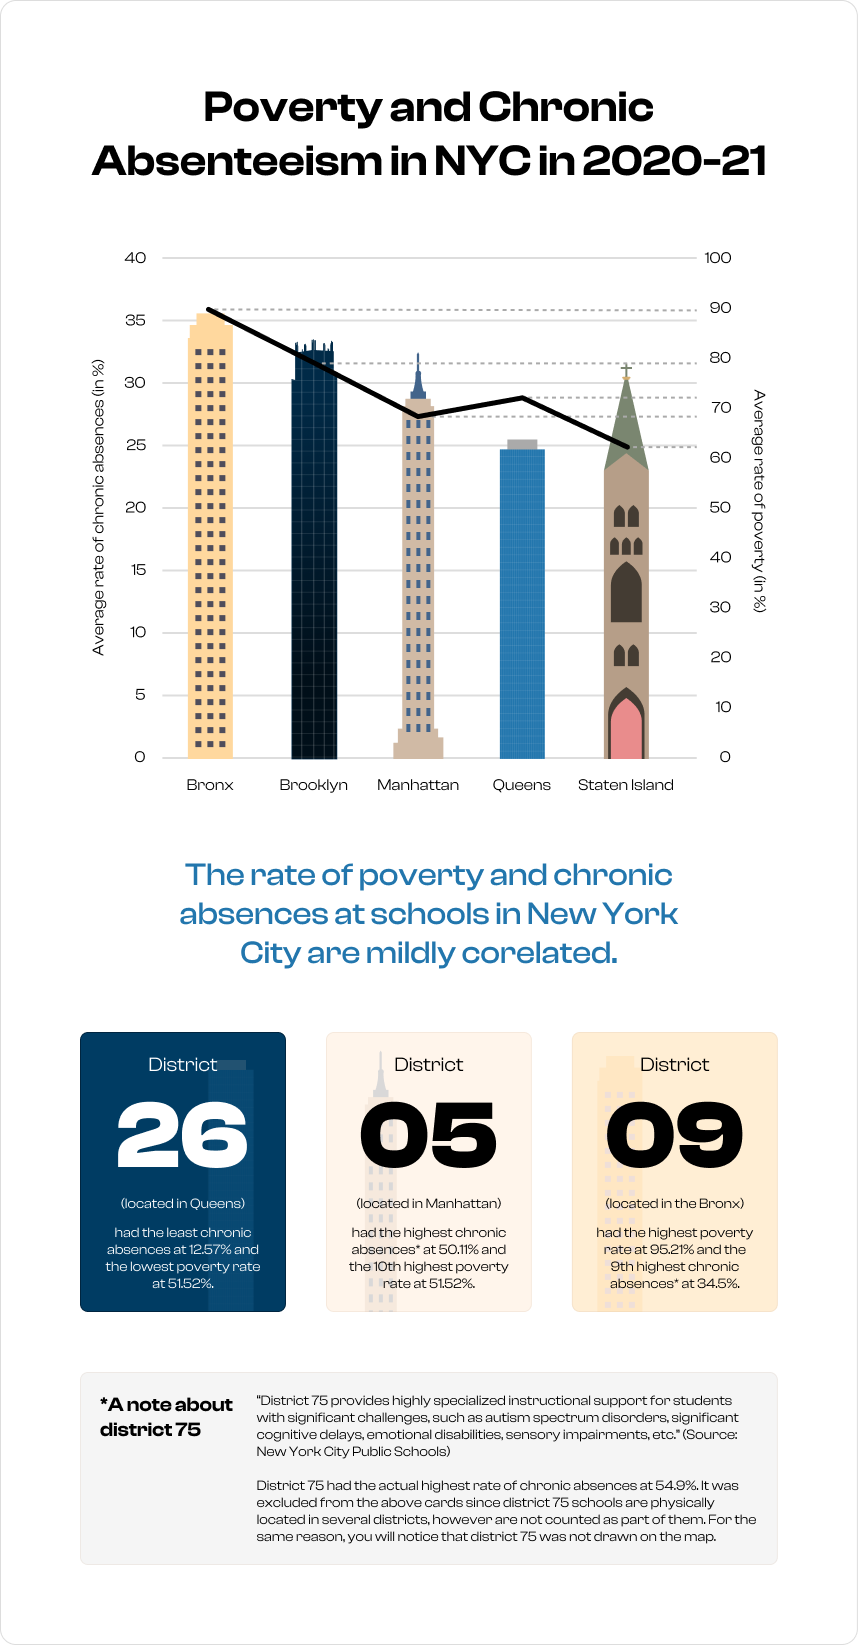 Poverty and Chronic
Absenteeism in NYC in 2020-21
40
35
30
25
20
15
10
5
0
Average rate of chronic absences (in %)
100
90
80
70
60
50
40
30
20
10
0
Average rate of poverty (in %)
Bronx
Brooklyn
Manhattan
Queens
Staten Island
The rate of poverty and chronic
absences at schools in New York
City are mildly corelated.
District
26
(located in Queens)
had the least chronic
absences at 12.57% and
the lowest poverty rate
at 51.52%.
District
05
(located in Manhattan)
had the highest chronic
absences* at 50.11% and
the 10th highest poverty
rate at 51.52%.
District
09
(located in the Bronx)
had the highest poverty
rate at 95.21% and the
9th highest chronic
absences* at 34.5%.
*A note about
district 75
"District 75 provides highly specialized instructional support for students
with significant challenges, such as autism spectrum disorders, significant
cognitive delays, emotional disabilities, sensory impairments, etc." (Source:
New York City Public Schools)
District 75 had the actual highest rate of chronic absences at 54.9%. It was
excluded from the above cards since district 75 schools are physically
located in several districts, however are not counted as part of them. For the
same reason, you will notice that district 75 was not drawn on the map.